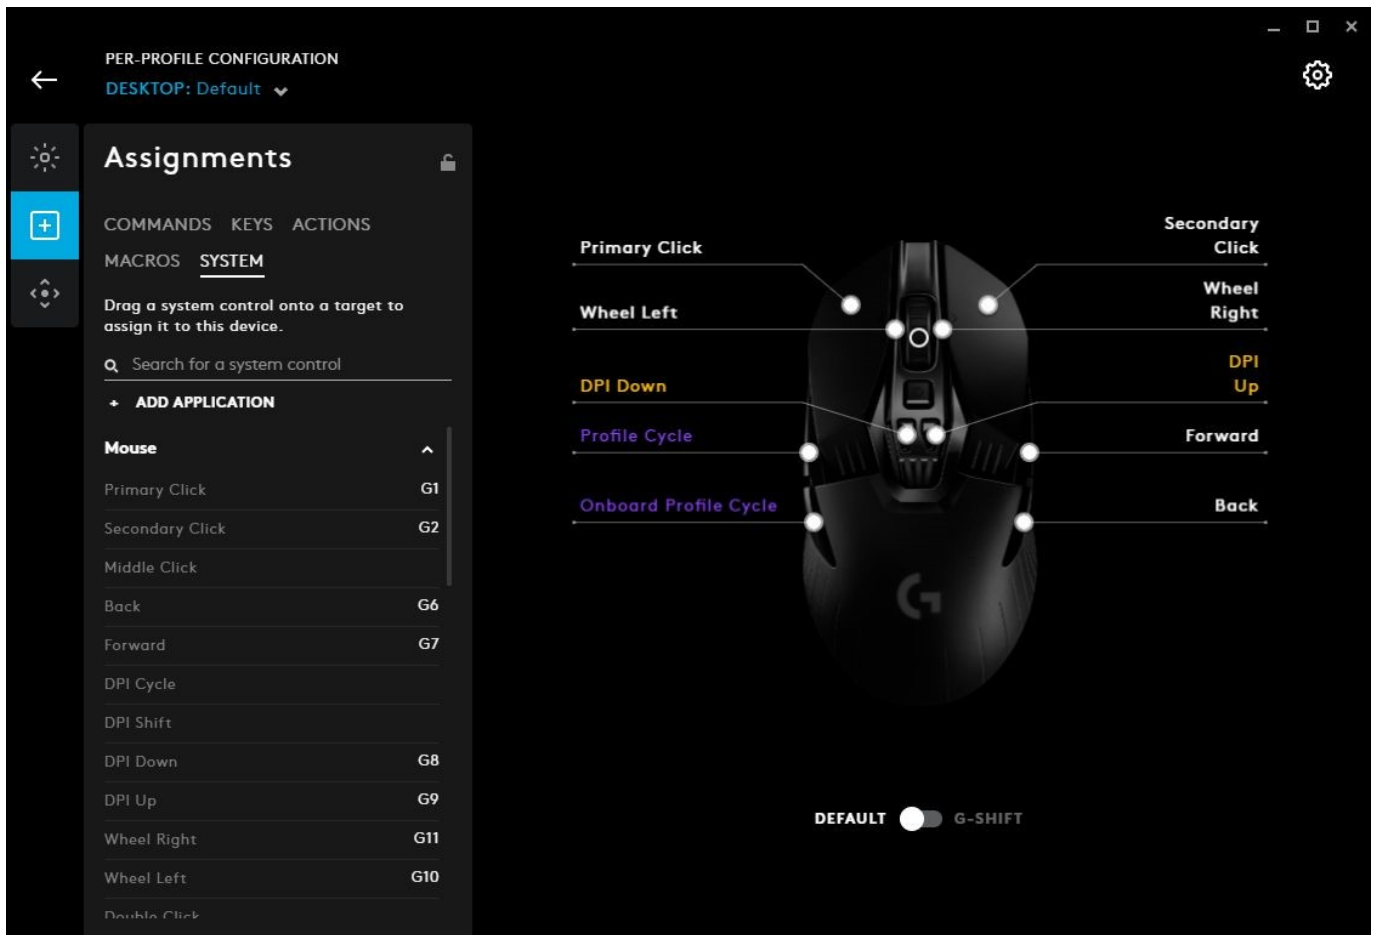 PER-PROFILE CONFIGURATION
DESKTOP: Default
Assignments
COMMANDS KEYS ACTIONS
MACROS SYSTEM
Drag a system control onto a target to
assign it to this device.
Search for a system control
+ ADD APPLICATION
Mouse
Primary Click G1
Secondary Click G2
Middle Click
Back G6
Forward G7
DPI Cycle
DPI Shift
DPI Down G8
DPI Up G9
Wheel Right G11
Wheel Left G10
Double Click
Primary Click
Wheel Left
DPI Down
Profile Cycle
Onboard Profile Cycle
Secondary
Click
Wheel
Right
DPI
Up
Forward
Back
G
DEFAULT G-SHIFT